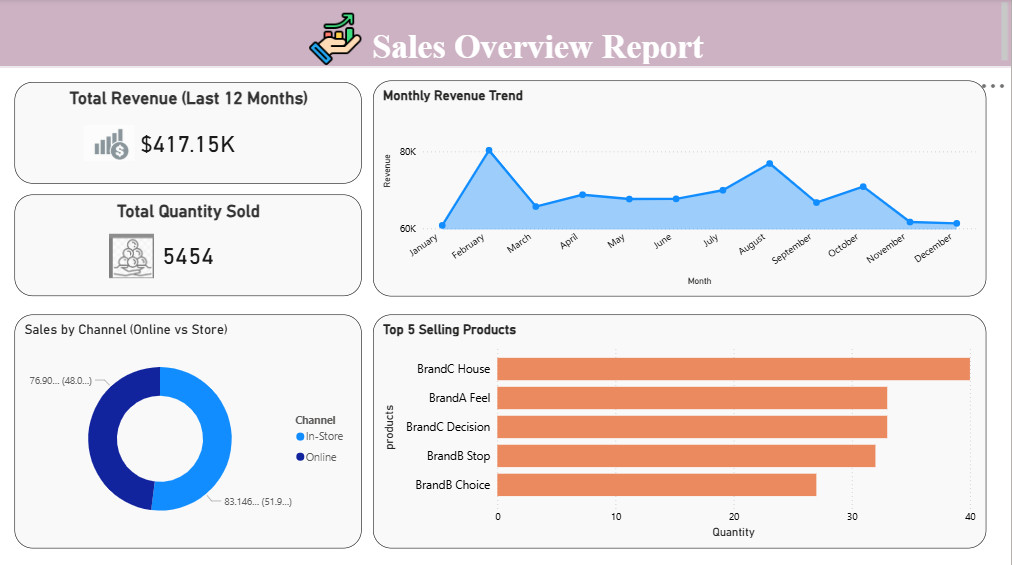 Sales Overview Report
Total Revenue (Last 12 Months)
$417.15K
Total Quantity Sold
5454
Monthly Revenue Trend
Revenue
80K
60K
January
February
March
April
May
June
July
August
September
October
November
December
Month
Sales by Channel (Online vs Store)
76.90... (48.0...)
83.146... (51.9...)
Channel
In-Store
Online
Top 5 Selling Products
products
BrandC House
BrandA Feel
BrandC Decision
BrandB Stop
BrandB Choice
0 10 20 30 40
Quantity